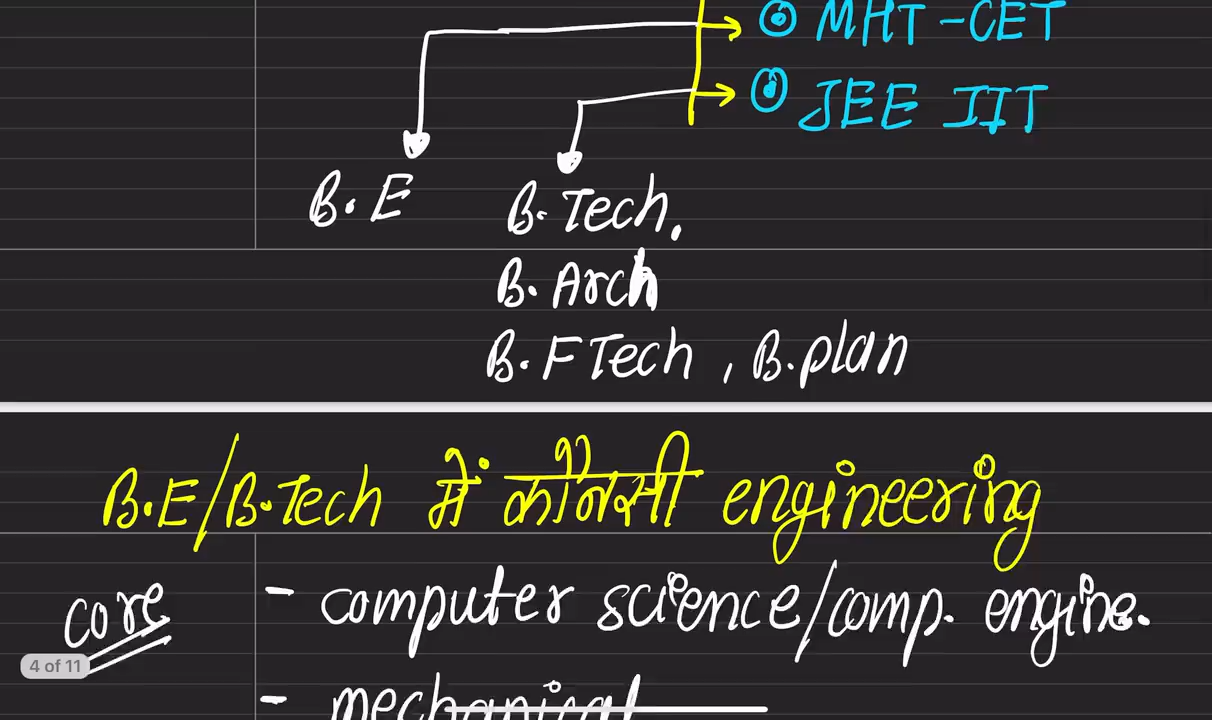 MHT-CET
JEE IIT
B.E
B.Tech.
B.Arch
B.FTech, B.plan
B.E/B.Tech में कौनसी engineering
core
- computer science/comp. engine.
- mechanical
4 of 11